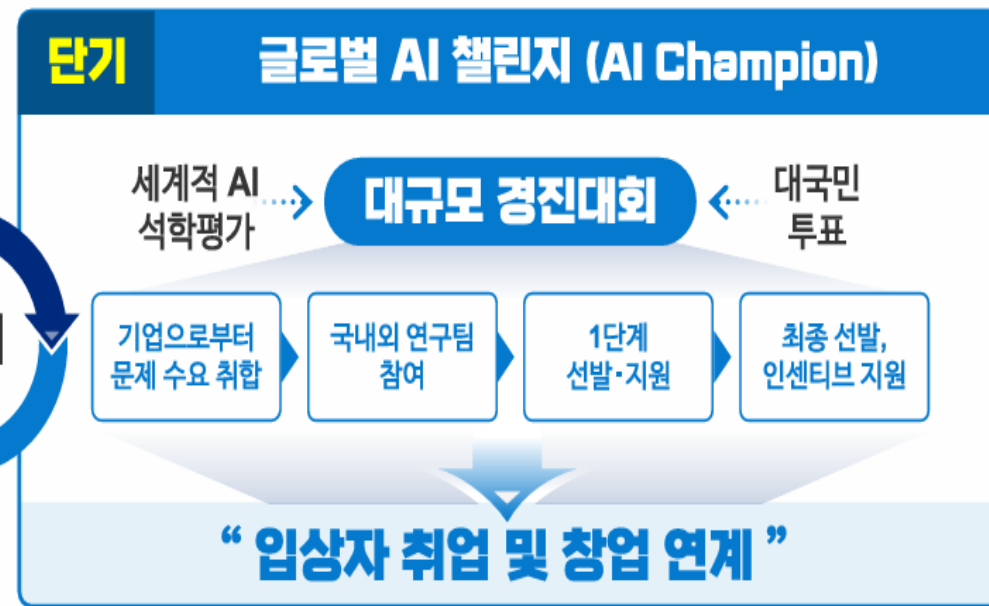 단기
글로벌 AI 챌린지 (AI Champion)
세계적 AI
석학평가
대규모 경진대회
대국민
투표
기업으로부터
문제 수요 취합
국내외 연구팀
참여
1단계
선발·지원
최종 선발,
인센티브 지원
“ 입상자 취업 및 창업 연계 ”